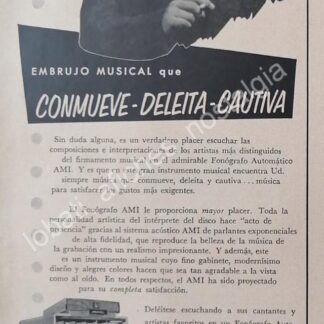 EMBRUJO MUSICAL que
CONMUEVE - DELEITA - CAUTIVA
Sin duda alguna, es un verdadero placer escuchar las
composiciones e interpretaciones de los artistas más distinguidos
del firmamento musical en el admirable Fonógrafo Automático
AMI. Y es que en este gran instrumento musical encuentra Ud.
siempre música que conmueve, deleita y cautiva . . . música
para satisfacer los gustos más exigentes.
El Fonógrafo AMI le proporciona mayor placer. Toda la
personalidad artística del intérprete del disco hace "acto de
presencia" gracias al sistema acústico AMI de parlantes exponenciales
de alta fidelidad, que reproduce la belleza de la música de
la grabación con un realismo impresionante. Y además, este
es un instrumento musical cuyo fino gabinete, modernísimo
diseño y alegres colores hacen que sea tan agradable a la vista
como al oído. En todos respectos, el AMI ha sido proyectado
para su completa satisfacción.
Deléitese escuchando a sus cantantes y
artistas favoritos en un Fonógrafo Auto